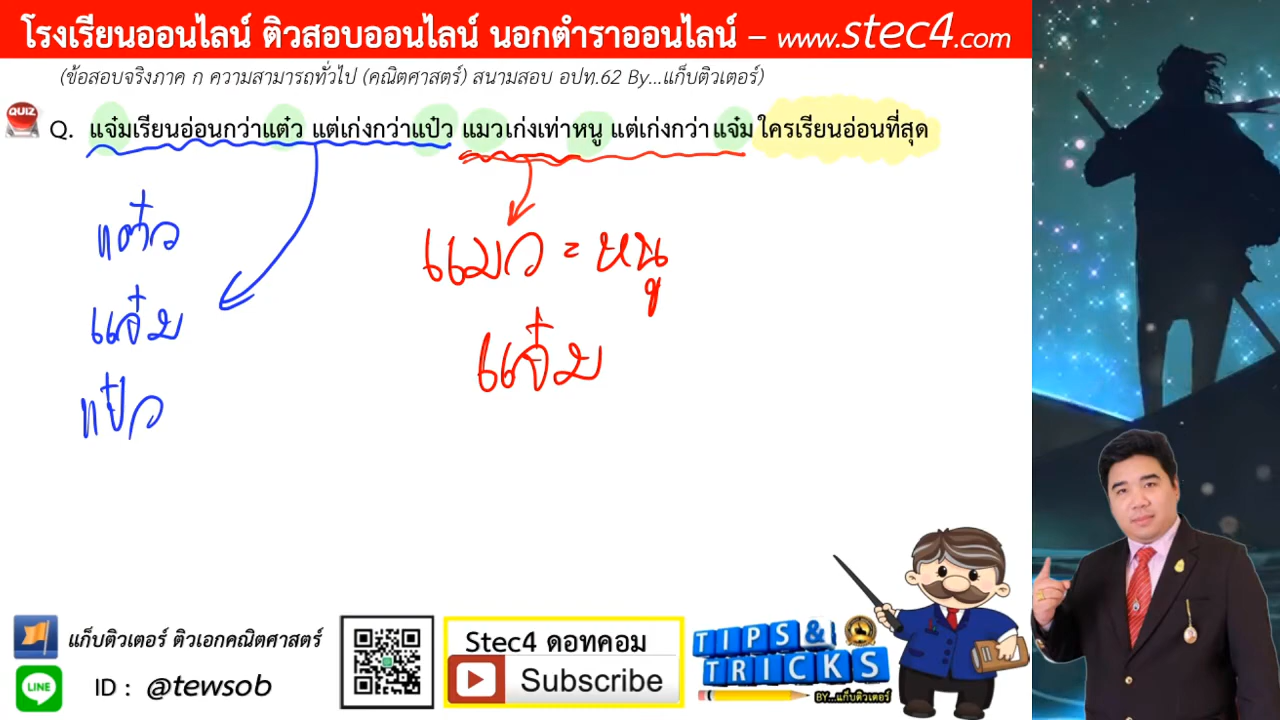 โรงเรียนออนไลน์ ติวสอบออนไลน์ นอกตำราออนไลน์ – www.stec4.com
(ข้อสอบจริงภาค ก ความสามารถทั่วไป (คณิตศาสตร์) สนามสอบ อปท.62 By...แก็บติวเตอร์)
QUIZ
Q. แจ๋มเรียนอ่อนกว่าแต๋ว แต่เก่งกว่าแป๋ว แมวเก่งเท่าหนู แต่เก่งกว่าแจ๋ม ใครเรียนอ่อนที่สุด
แต๋ว
แจ๋ม
แป๋ว
แมว = หนู
แจ๋ม
แก็บติวเตอร์ ติวเอกคณิตศาสตร์
LINE
ID : @tewsob
Stec4 ดอทคอม
Subscribe
TIPS &
TRICKS
BY...แก็บติวเตอร์